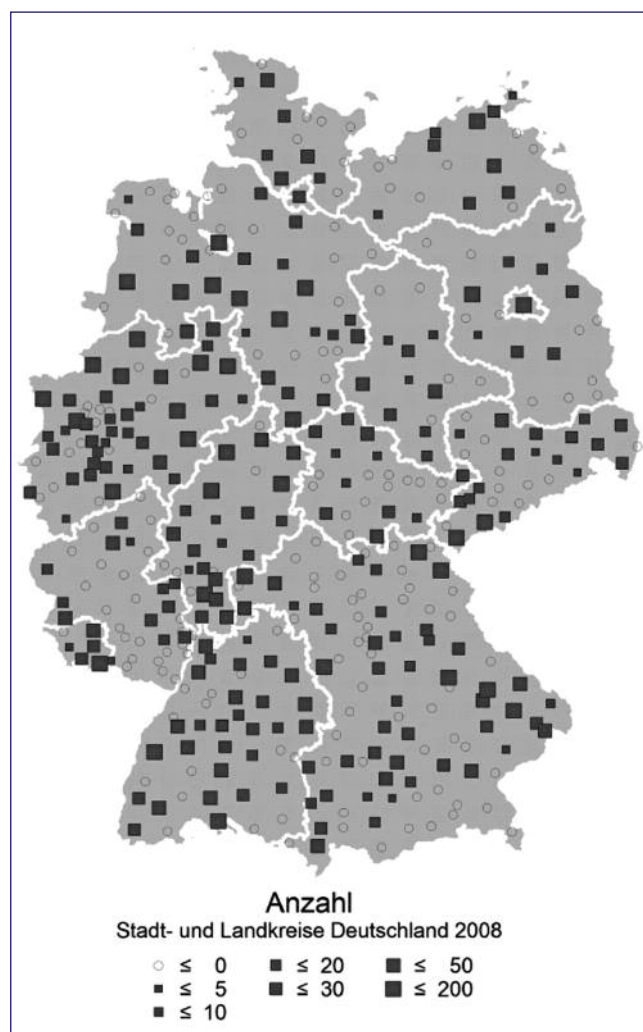 Anzahl
Stadt- und Landkreise Deutschland 2008
○ ≤ 0 ■ ≤ 20 ■ ≤ 50
■ ≤ 5 ■ ≤ 30 ■ ≤ 200
■ ≤ 10